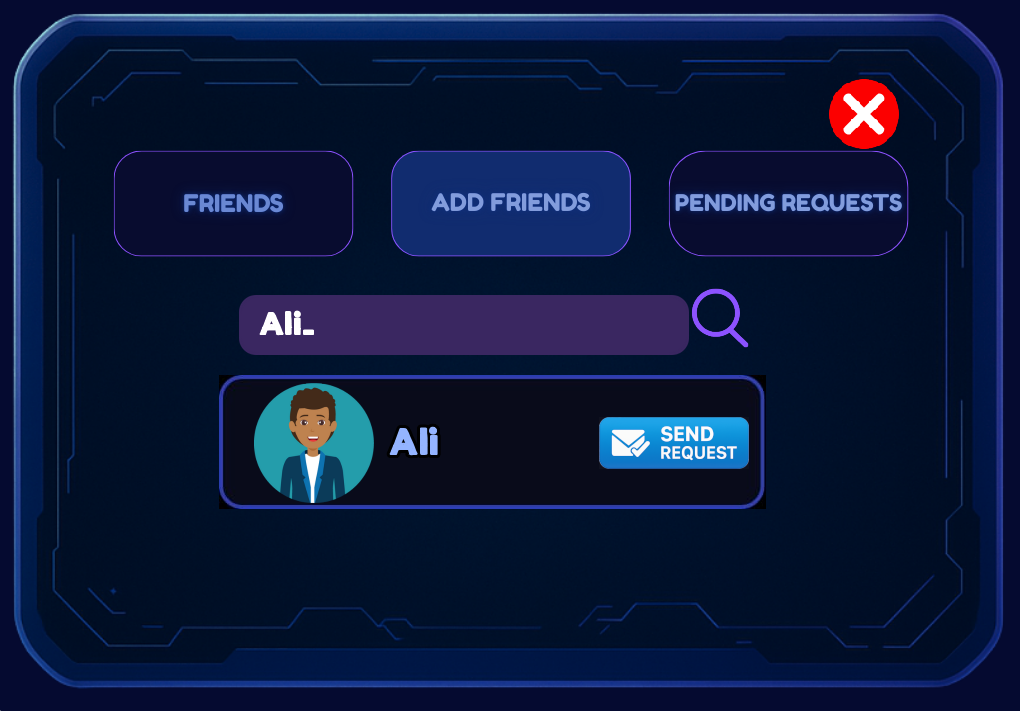 FRIENDS
ADD FRIENDS
PENDING REQUESTS
Ali_
Ali
SEND
REQUEST